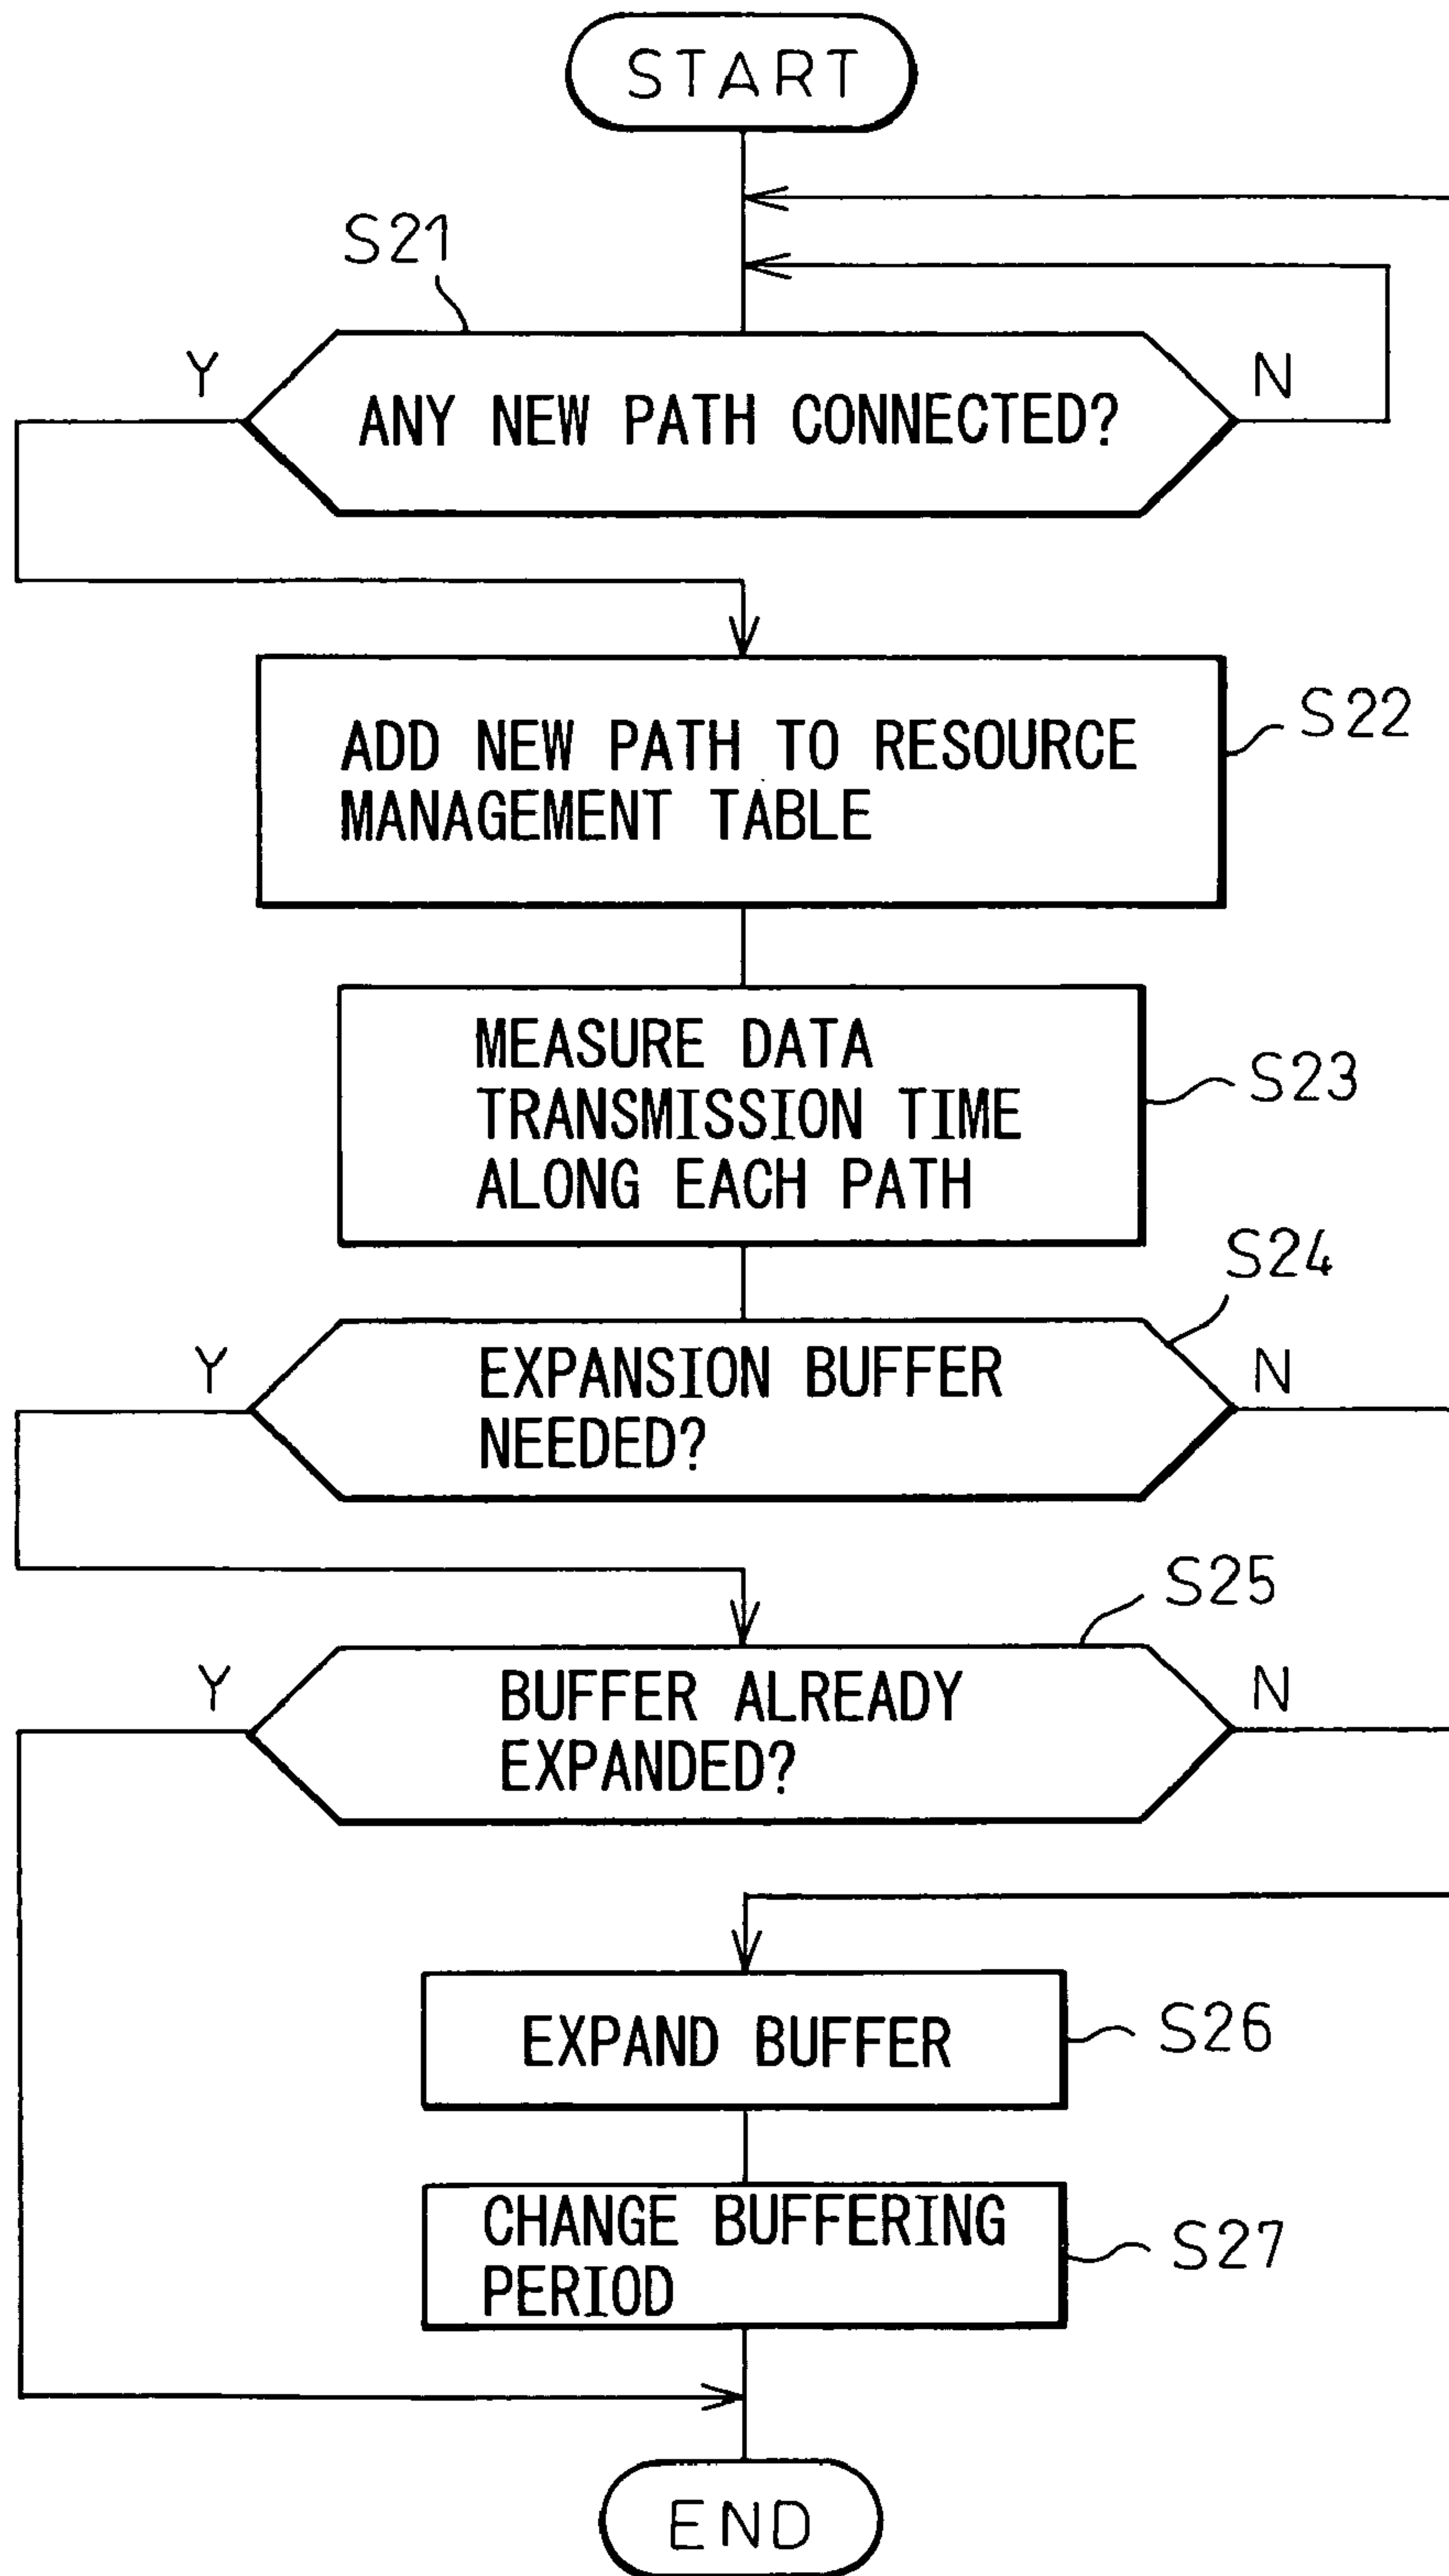 START
S21
Y
N
ANY NEW PATH CONNECTED?
ADD NEW PATH TO RESOURCE
MANAGEMENT TABLE
S22
MEASURE DATA
TRANSMISSION TIME
ALONG EACH PATH
S23
S24
Y
N
EXPANSION BUFFER
NEEDED?
S25
Y
N
BUFFER ALREADY
EXPANDED?
EXPAND BUFFER
S26
CHANGE BUFFERING
PERIOD
S27
END